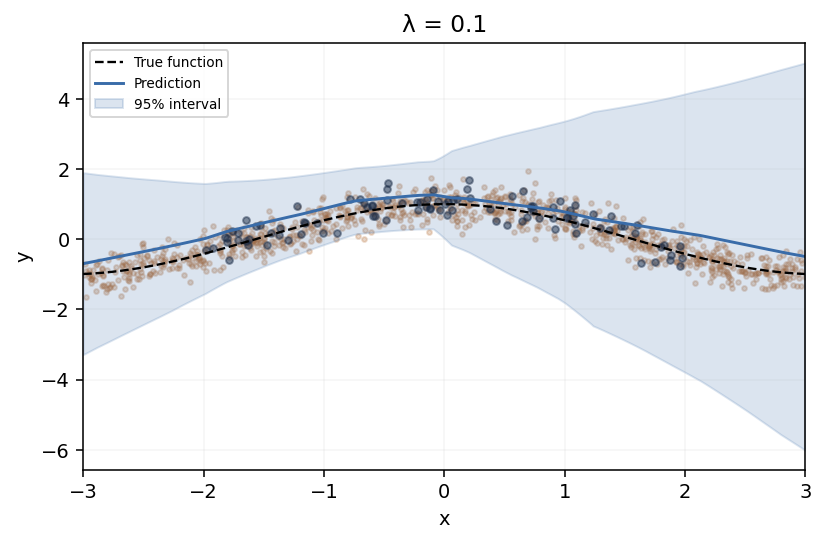 λ = 0.1
True function
Prediction
95% interval
4
2
0
−2
−4
−6
y
−3 −2 −1 0 1 2 3
x